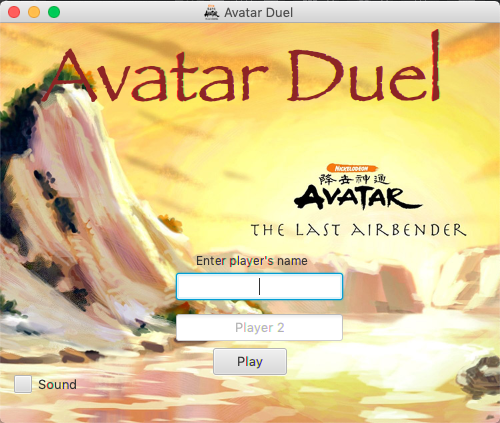 Avatar Duel
Avatar Duel
NICKELODEON
降世神通
AVATAR
THE LAST AIRBENDER
Enter player's name
Player 2
Play
Sound